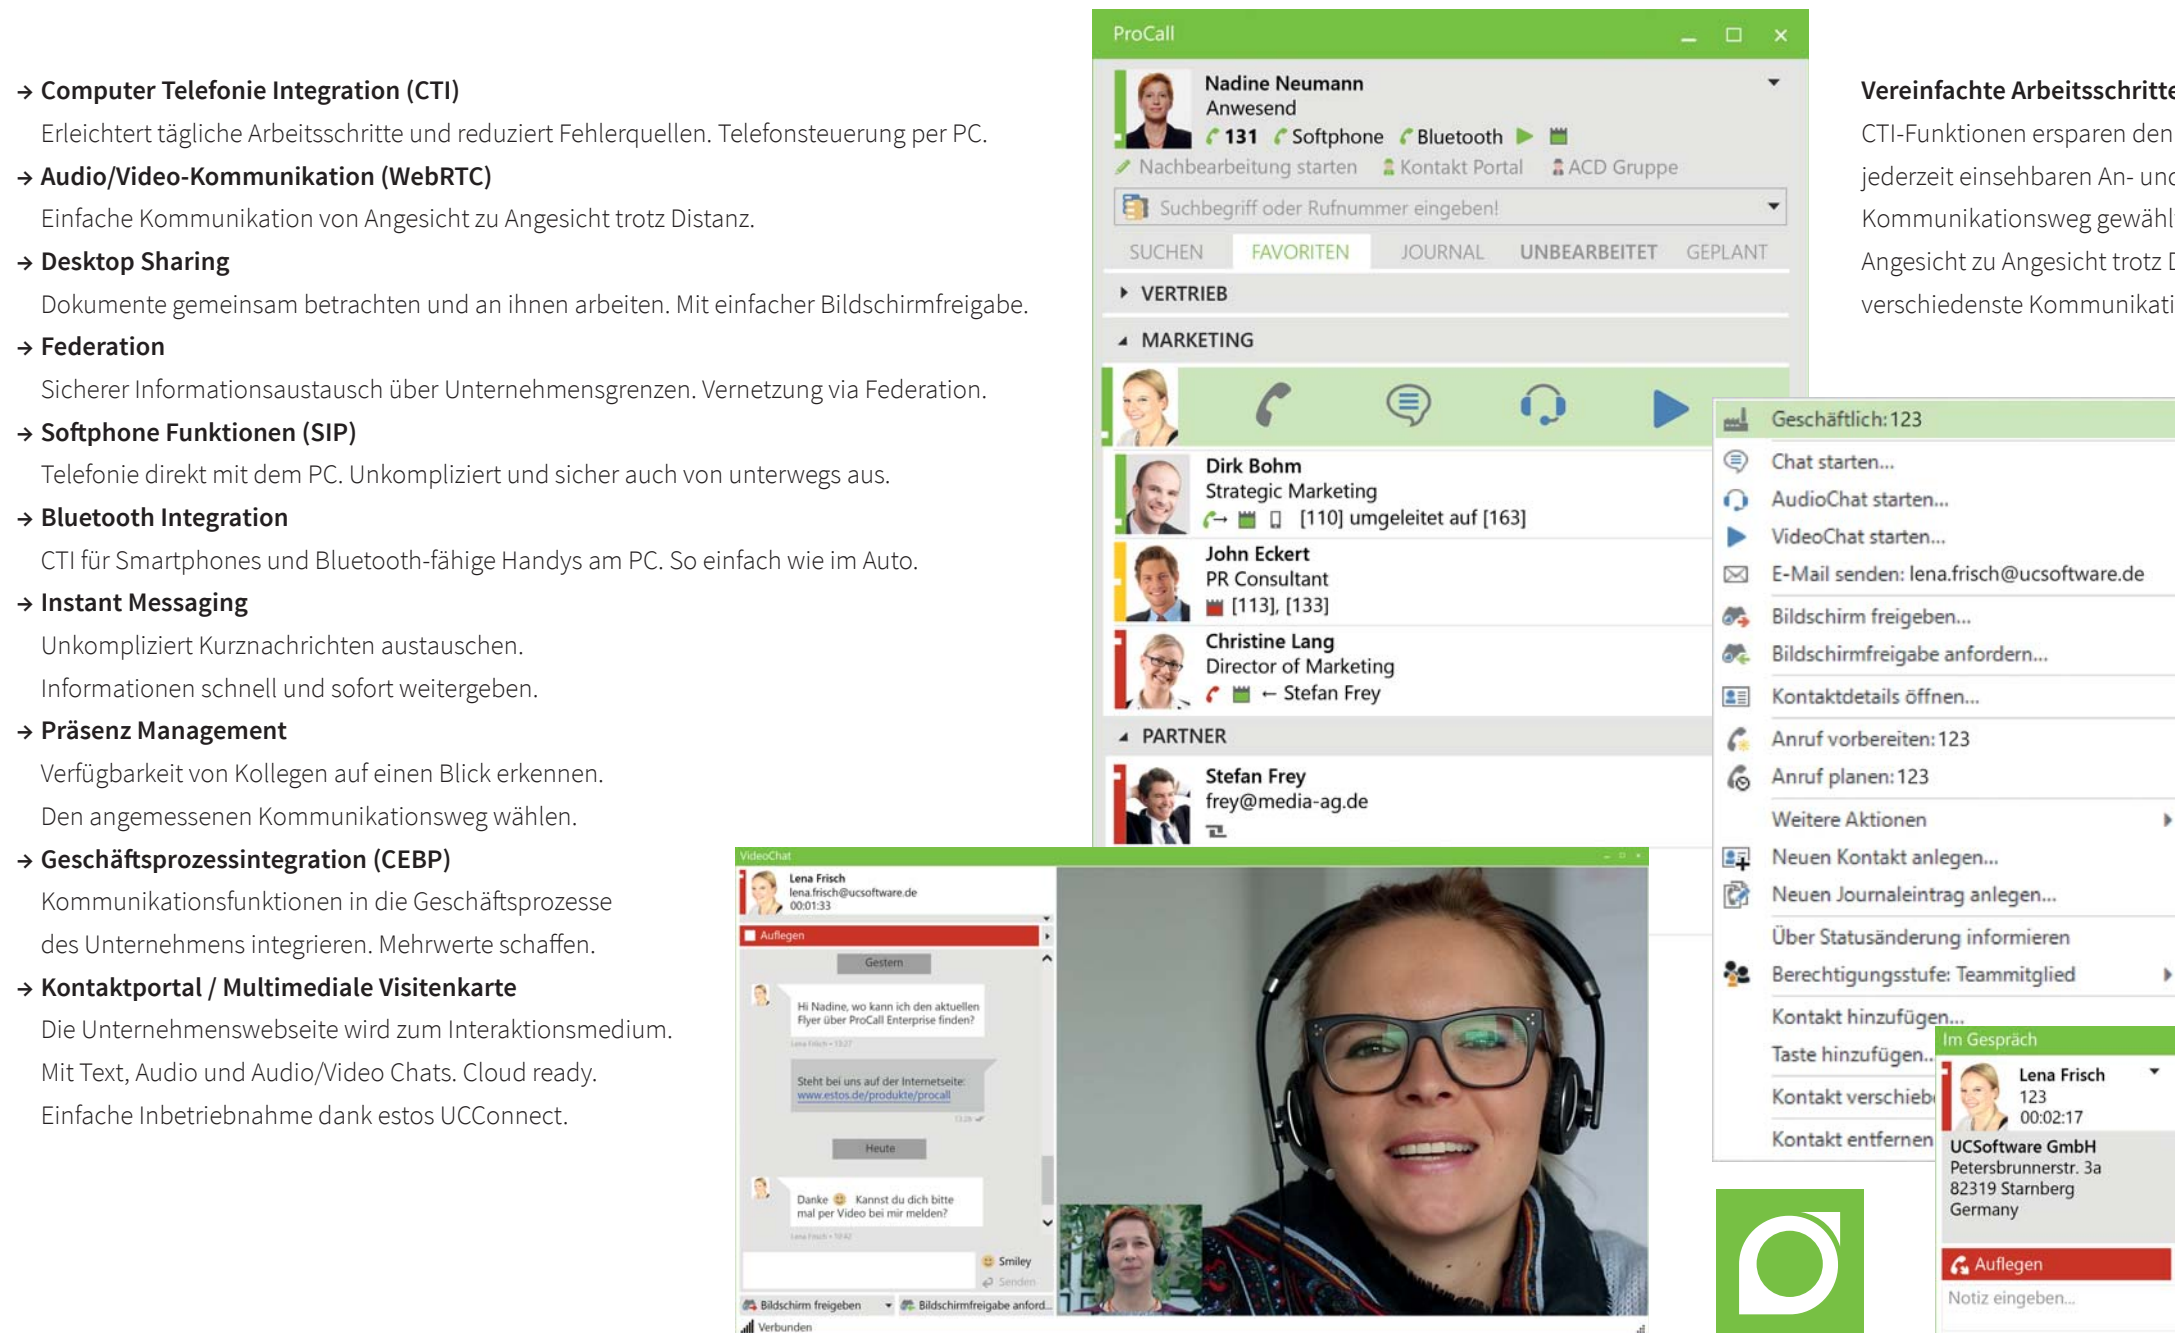 → Computer Telefonie Integration (CTI)
Erleichtert tägliche Arbeitsschritte und reduziert Fehlerquellen. Telefonsteuerung per PC.
→ Audio/Video-Kommunikation (WebRTC)
Einfache Kommunikation von Angesicht zu Angesicht trotz Distanz.
→ Desktop Sharing
Dokumente gemeinsam betrachten und an ihnen arbeiten. Mit einfacher Bildschirmfreigabe.
→ Federation
Sicherer Informationsaustausch über Unternehmensgrenzen. Vernetzung via Federation.
→ Softphone Funktionen (SIP)
Telefonie direkt mit dem PC. Unkompliziert und sicher auch von unterwegs aus.
→ Bluetooth Integration
CTI für Smartphones und Bluetooth-fähige Handys am PC. So einfach wie im Auto.
→ Instant Messaging
Unkompliziert Kurznachrichten austauschen.
Informationen schnell und sofort weitergeben.
→ Präsenz Management
Verfügbarkeit von Kollegen auf einen Blick erkennen.
Den angemessenen Kommunikationsweg wählen.
→ Geschäftsprozessintegration (CEBP)
Kommunikationsfunktionen in die Geschäftsprozesse
des Unternehmens integrieren. Mehrwerte schaffen.
→ Kontaktportal / Multimediale Visitenkarte
Die Unternehmenswebseite wird zum Interaktionsmedium.
Mit Text, Audio und Audio/Video Chats. Cloud ready.
Einfache Inbetriebnahme dank estos UCConnect.
ProCall
Nadine Neumann
Anwesend
131 Softphone Bluetooth
Nachbearbeitung starten Kontakt Portal ACD Gruppe
Suchbegriff oder Rufnummer eingeben!
SUCHEN FAVORITEN JOURNAL UNBEARBEITET GEPLANT
VERTRIEB
MARKETING
Dirk Bohm
Strategic Marketing
[110] umgeleitet auf [163]
John Eckert
PR Consultant
[113], [133]
Christine Lang
Director of Marketing
← Stefan Frey
PARTNER
Stefan Frey
frey@media-ag.de
VideoChat
Lena Frisch
lena.frisch@ucsoftware.de
00:01:33
Auflegen
Gestern
Hi Nadine, wo kann ich den aktuellen
Flyer über ProCall Enterprise finden?
Lena Frisch • 13:27
Steht bei uns auf der Internetseite:
www.estos.de/produkte/procall
13:28
Heute
Danke 😊 Kannst du dich bitte
mal per Video bei mir melden?
Lena Frisch • 10:42
Smiley
Senden
Bildschirm freigeben Bildschirmfreigabe anford...
Verbunden
Vereinfachte Arbeitsschritte
CTI-Funktionen ersparen den
jederzeit einsehbaren An- und
Kommunikationsweg gewähl
Angesicht zu Angesicht trotz D
verschiedenste Kommunikati
Geschäftlich: 123
Chat starten...
AudioChat starten...
VideoChat starten...
E-Mail senden: lena.frisch@ucsoftware.de
Bildschirm freigeben...
Bildschirmfreigabe anfordern...
Kontaktdetails öffnen...
Anruf vorbereiten: 123
Anruf planen: 123
Weitere Aktionen
Neuen Kontakt anlegen...
Neuen Journaleintrag anlegen...
Über Statusänderung informieren
Berechtigungsstufe: Teammitglied
Kontakt hinzufügen...
Taste hinzufügen..
Kontakt verschieb
Kontakt entfernen
Im Gespräch
Lena Frisch
123
00:02:17
UCSoftware GmbH
Petersbrunnerstr. 3a
82319 Starnberg
Germany
Auflegen
Notiz eingeben...